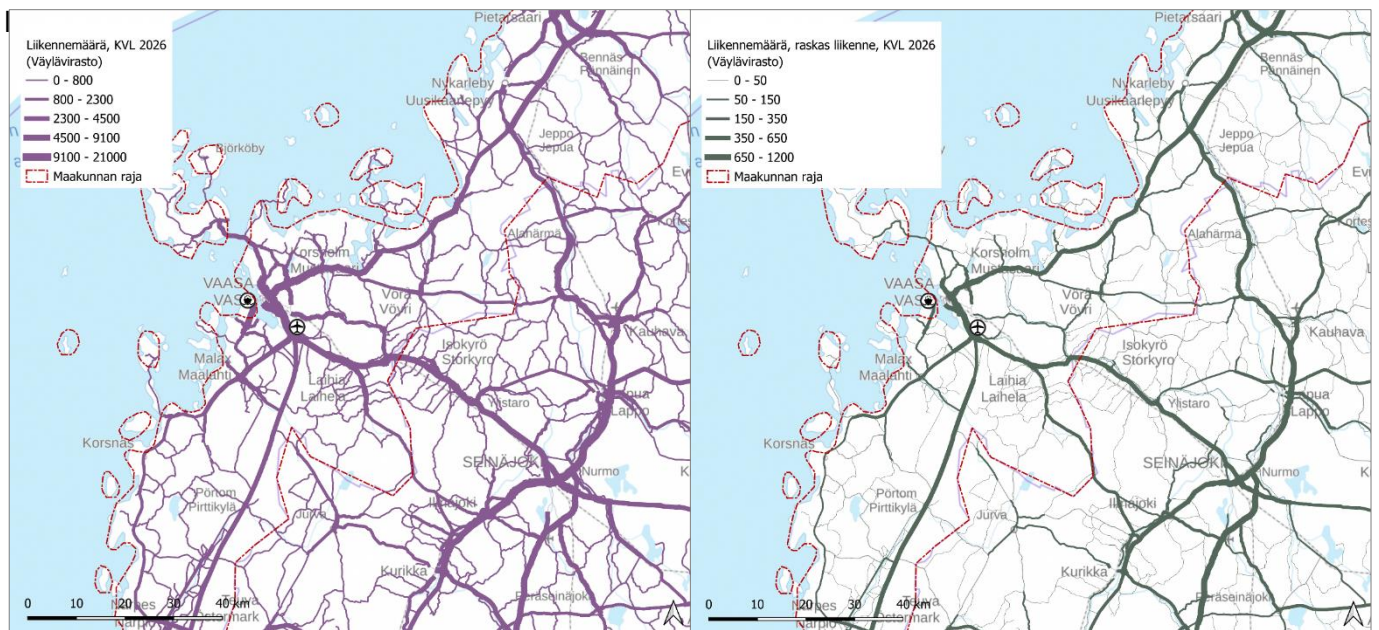 Liikennemäärä, KVL 2026
(Väylävirasto)
0 - 800
800 - 2300
2300 - 4500
4500 - 9100
9100 - 21000
Maakunnan raja
Pietarsaari
Bennäs
Pännäinen
Nykarleby
Uusikaarlepyy
Jeppo
Jepua
Björköby
Alahärmä
Korsholm
Mustasaari
VAASA
Vörå
Vöyri
Kauhava
Isokyrö
Storkyro
Malax
Maalahti
Laihia
Laihela
Ylistaro
Lappo
Korsnäs
SEINÄJOKI
Nurmo
Pörtom
Pirttikylä
Ilmajoki
Jurva
Kurikka
Peräseinäjoki
0 10 20 30 40 km
Liikennemäärä, raskas liikenne, KVL 2026
(Väylävirasto)
0 - 50
50 - 150
150 - 350
350 - 650
650 - 1200
Maakunnan raja
Pietarsaari
Bennäs
Pännäinen
Nykarleby
Uusikaarlepyy
Jeppo
Jepua
Alahärmä
Korsholm
Mustasaari
VAASA
Vörå
Vöyri
Kauhava
Isokyrö
Storkyro
Malax
Maalahti
Laihia
Laihela
Ylistaro
Lappo
Korsnäs
SEINÄJOKI
Nurmo
Pörtom
Pirttikylä
Ilmajoki
Jurva
Kurikka
Peräseinäjoki
0 10 20 30 40 km